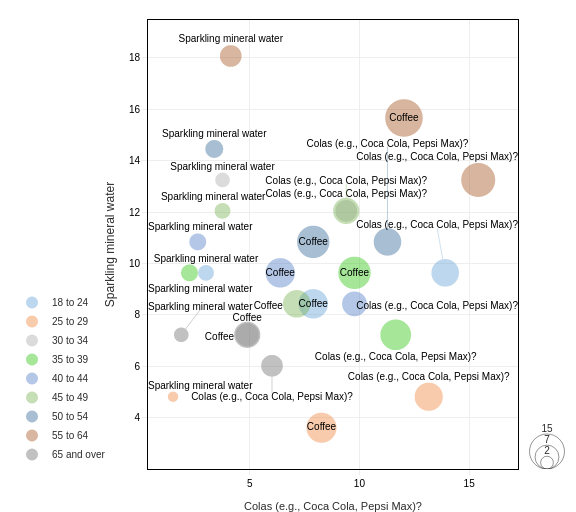 Sparkling mineral water
18
16
Coffee
Colas (e.g., Coca Cola, Pepsi Max)?
Sparkling mineral water
Colas (e.g., Coca Cola, Pepsi Max)?
14
Sparkling mineral water
Colas (e.g., Coca Cola, Pepsi Max)?
Sparkling mineral water
Colas (e.g., Coca Cola, Pepsi Max)?
12
Sparkling mineral water
Colas (e.g., Coca Cola, Pepsi Max)?
Coffee
Sparkling mineral water
Sparkling mineral water
10
Coffee
Coffee
Sparkling mineral water
18 to 24
25 to 29
30 to 34
35 to 39
40 to 44
45 to 49
50 to 54
55 to 64
65 and over
Sparkling mineral water
Coffee
Coffee
Colas (e.g., Coca Cola, Pepsi Max)?
8
Coffee
Coffee
Colas (e.g., Coca Cola, Pepsi Max)?
6
Colas (e.g., Coca Cola, Pepsi Max)?
Sparkling mineral water
Colas (e.g., Coca Cola, Pepsi Max)?
4
Coffee
15
7
2
5
10
15
Colas (e.g., Coca Cola, Pepsi Max)?